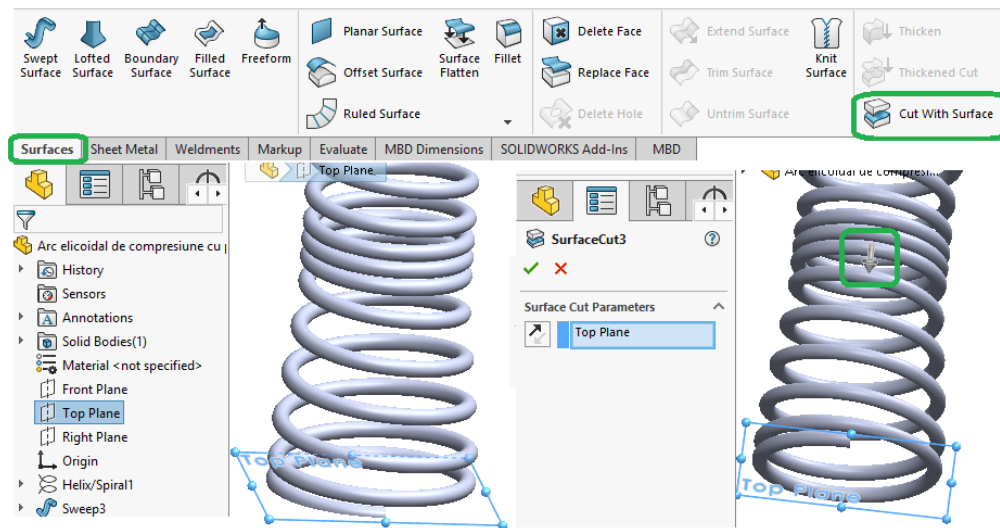 Swept Surface
Lofted Surface
Boundary Surface
Filled Surface
Freeform
Planar Surface
Offset Surface
Ruled Surface
Surface Flatten
Fillet
Delete Face
Replace Face
Delete Hole
Extend Surface
Trim Surface
Untrim Surface
Knit Surface
Thicken
Thickened Cut
Cut With Surface
Surfaces Sheet Metal Weldments Markup Evaluate MBD Dimensions SOLIDWORKS Add-Ins MBD
Arc elicoidal de compresiune cu
History
Sensors
Annotations
Solid Bodies(1)
Material <not specified>
Front Plane
Top Plane
Right Plane
Origin
Helix/Spiral1
Sweep3
Top Plane
Top Plane
SurfaceCut3
Surface Cut Parameters
Top Plane
Arc elicoidal de compresi...
Top Plane